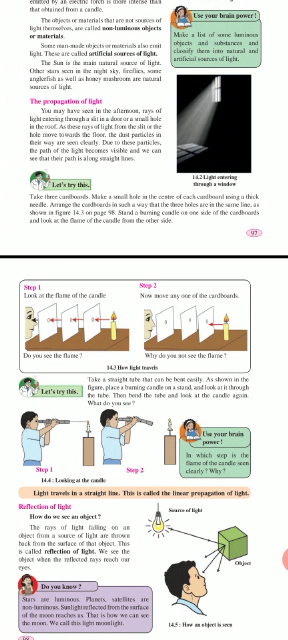 emitted by an electric torch is more intense than
that obtained from a candle.
The objects or materials that are not sources of
light themselves, are called non-luminous objects
or materials.
Some man-made objects or materials also emit
light. These are called artificial sources of light.
The Sun is the main natural source of light.
Other stars seen in the night sky, fireflies, some
anglerfish as well as honey mushroom are natural
sources of light.
The propagation of light
You may have seen in the afternoon, rays of
light entering through a slit in a door or a small hole
in the roof. As these rays of light from the slit or the
hole move towards the floor, the dust particles in
their way are seen clearly. Due to these particles,
the path of the light becomes visible and we can
see that their path is along straight lines.
Use your brain power !
Make a list of some luminous
objects and substances and
classify them into natural and
artificial sources of light.
14.2 Light entering
through a window
Let's try this.
Take three cardboards. Make a small hole in the centre of each cardboard using a thick
needle. Arrange the cardboards in such a way that the three holes are in the same line, as
shown in figure 14.3 on page 98. Stand a burning candle on one side of the cardboards
and look at the flame of the candle from the other side.
97
Step 1
Look at the flame of the candle
Step 2
Now move any one of the cardboards.
Do you see the flame ?
Why do you not see the flame ?
14.3 How light travels
Let's try this.
Take a straight tube that can be bent easily. As shown in the
figure, place a burning candle on a stand, and look at it through
the tube. Then bend the tube and look at the candle again.
What do you see ?
Step 1
Step 2
14.4 : Looking at the candle
Use your brain
power !
In which step is the
flame of the candle seen
clearly ? Why ?
Light travels in a straight line. This is called the linear propagation of light.
Reflection of light
How do we see an object ?
The rays of light falling on an
object from a source of light are thrown
back from the surface of that object. This
is called reflection of light. We see the
object when the reflected rays reach our
eyes.
Source of light
Object
Do you know ?
Stars are luminous. Planets, satellites are
non-luminous. Sunlight reflected from the surface
of the moon reaches us. That is how we can see
the moon. We call this light moonlight.
14.5 : How an object is seen
98